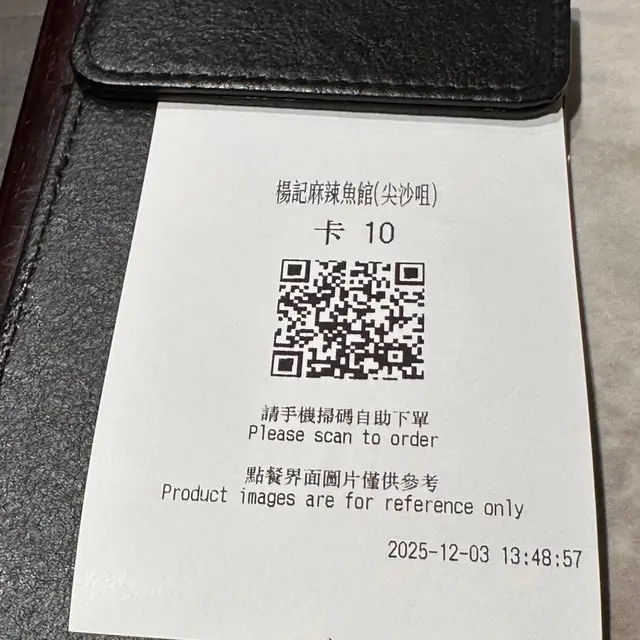 楊記麻辣魚館(尖沙咀)
卡 10
請手機掃碼自助下單
Please scan to order
點餐界面圖片僅供參考
Product images are for reference only
2025-12-03 13:48:57